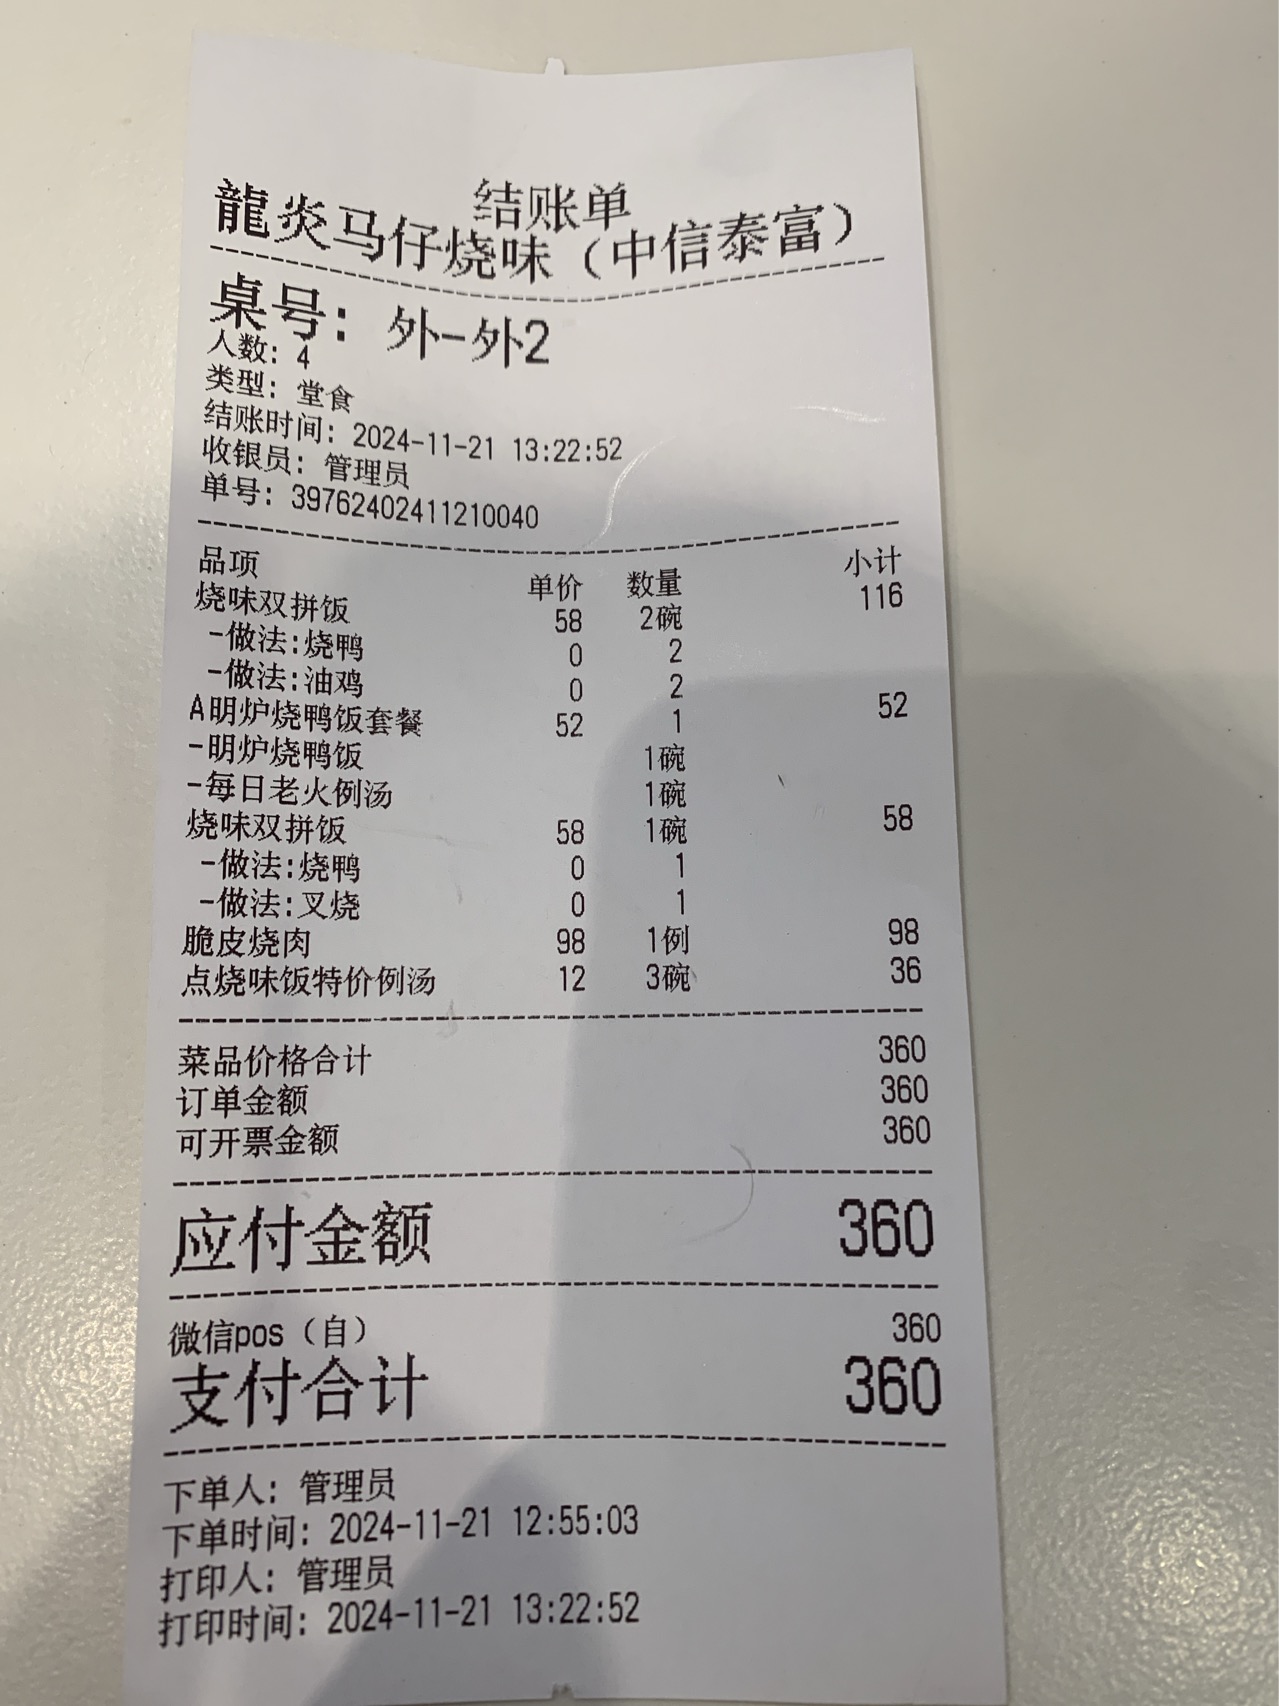 结账单
龍炎马仔烧味（中信泰富）
桌号: 外-外2
人数: 4
类型: 堂食
结账时间: 2024-11-21 13:22:52
收银员: 管理员
单号: 39762402411210040
品项 单价 数量 小计
烧味双拼饭 58 2碗 116
-做法:烧鸭 0 2
-做法:油鸡 0 2
A明炉烧鸭饭套餐 52 1 52
-明炉烧鸭饭 1碗
-每日老火例汤 1碗
烧味双拼饭 58 1碗 58
-做法:烧鸭 0 1
-做法:叉烧 0 1
脆皮烧肉 98 1例 98
点烧味饭特价例汤 12 3碗 36
菜品价格合计 360
订单金额 360
可开票金额 360
应付金额 360
微信pos（自） 360
支付合计 360
下单人: 管理员
下单时间: 2024-11-21 12:55:03
打印人: 管理员
打印时间: 2024-11-21 13:22:52